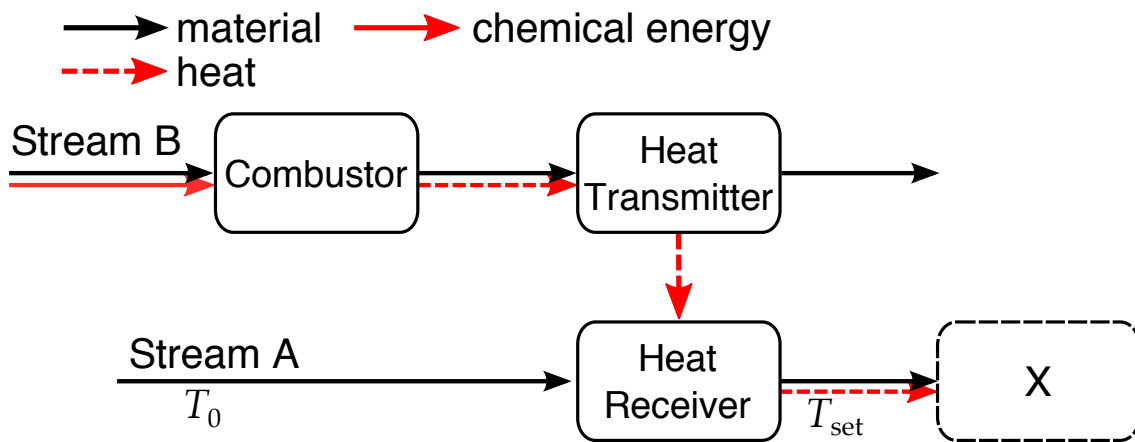 material
chemical energy
heat
Stream B
Combustor
Heat
Transmitter
Stream A
T0
Heat
Receiver
Tset
X